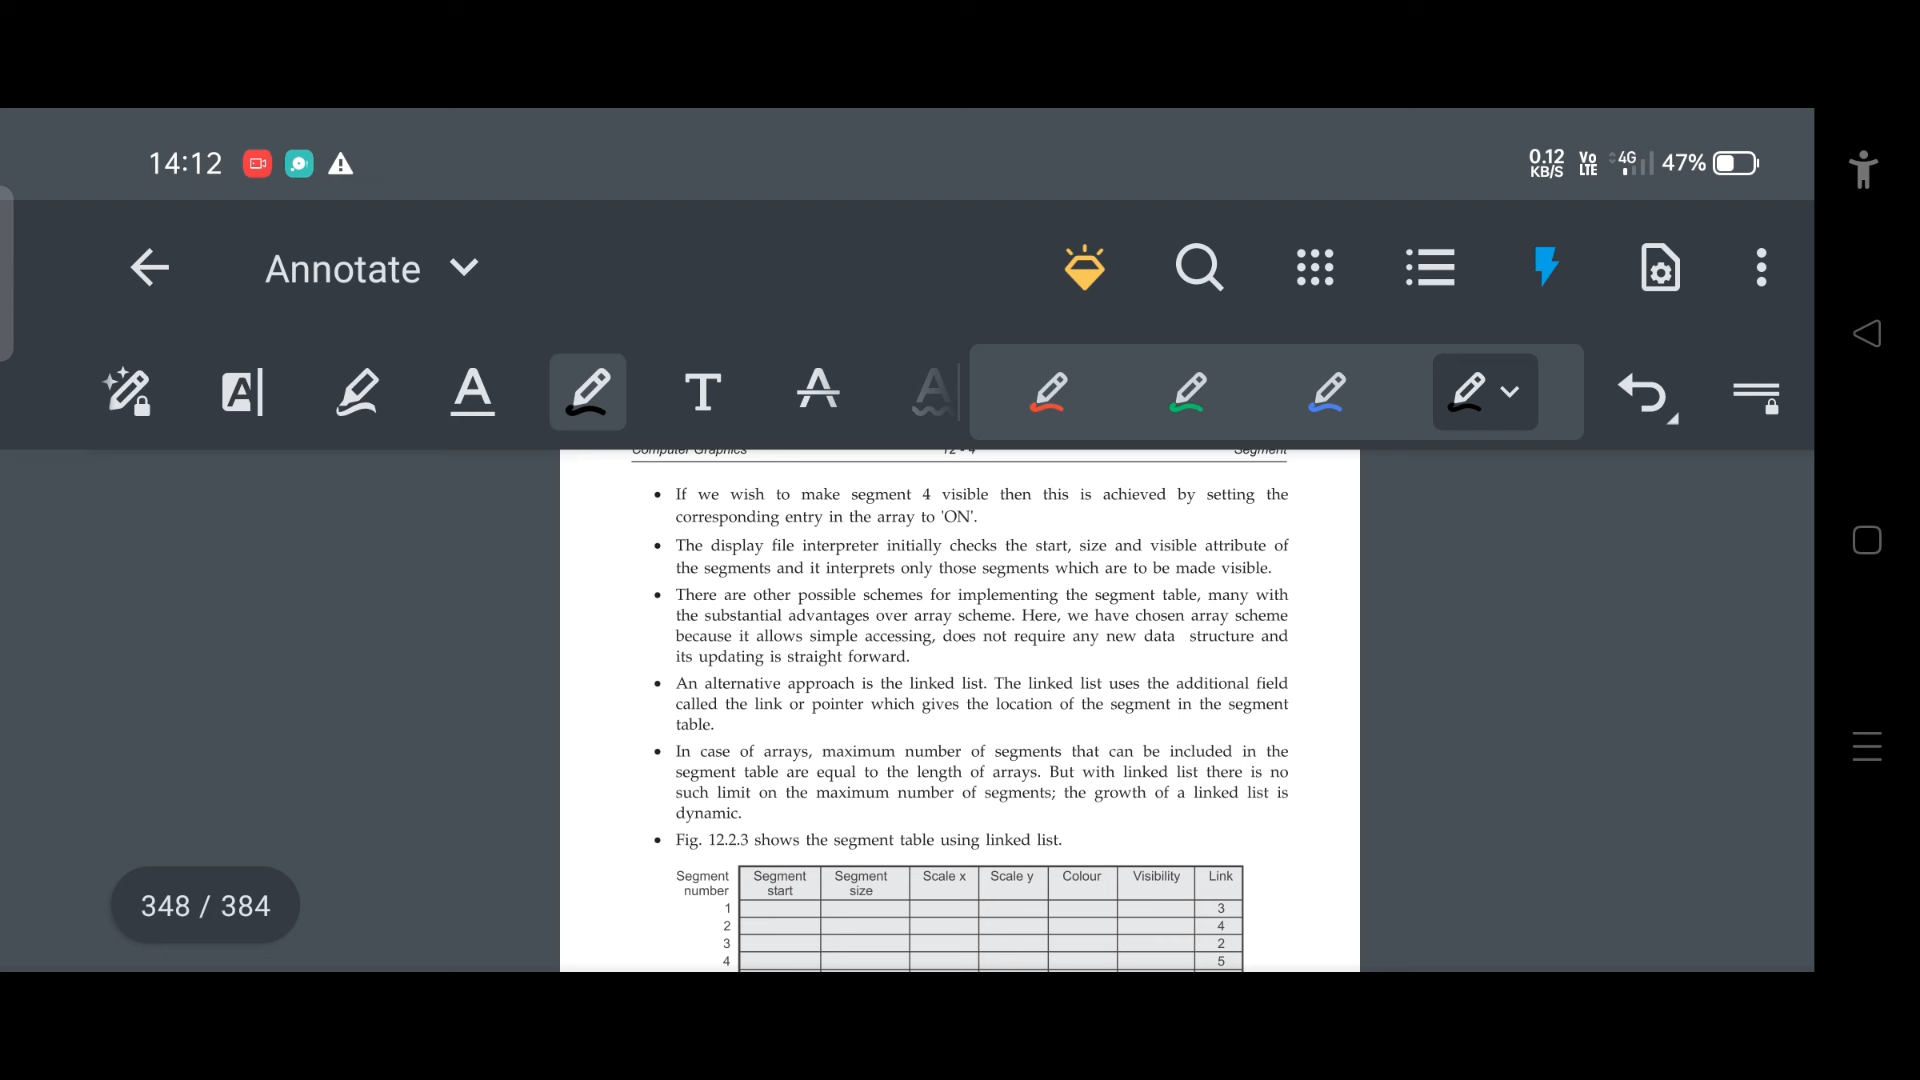 14:12
0.12 KB/S Vo LTE 4G 47%
Annotate
A A T A A
Computer Graphics 12 - 4 Segment
• If we wish to make segment 4 visible then this is achieved by setting the
corresponding entry in the array to 'ON'.
• The display file interpreter initially checks the start, size and visible attribute of
the segments and it interprets only those segments which are to be made visible.
• There are other possible schemes for implementing the segment table, many with
the substantial advantages over array scheme. Here, we have chosen array scheme
because it allows simple accessing, does not require any new data structure and
its updating is straight forward.
• An alternative approach is the linked list. The linked list uses the additional field
called the link or pointer which gives the location of the segment in the segment
table.
• In case of arrays, maximum number of segments that can be included in the
segment table are equal to the length of arrays. But with linked list there is no
such limit on the maximum number of segments; the growth of a linked list is
dynamic.
• Fig. 12.2.3 shows the segment table using linked list.
Segment Segment Segment Scale x Scale y Colour Visibility Link
number start size
1 3
2 4
3 2
4 5
348 / 384